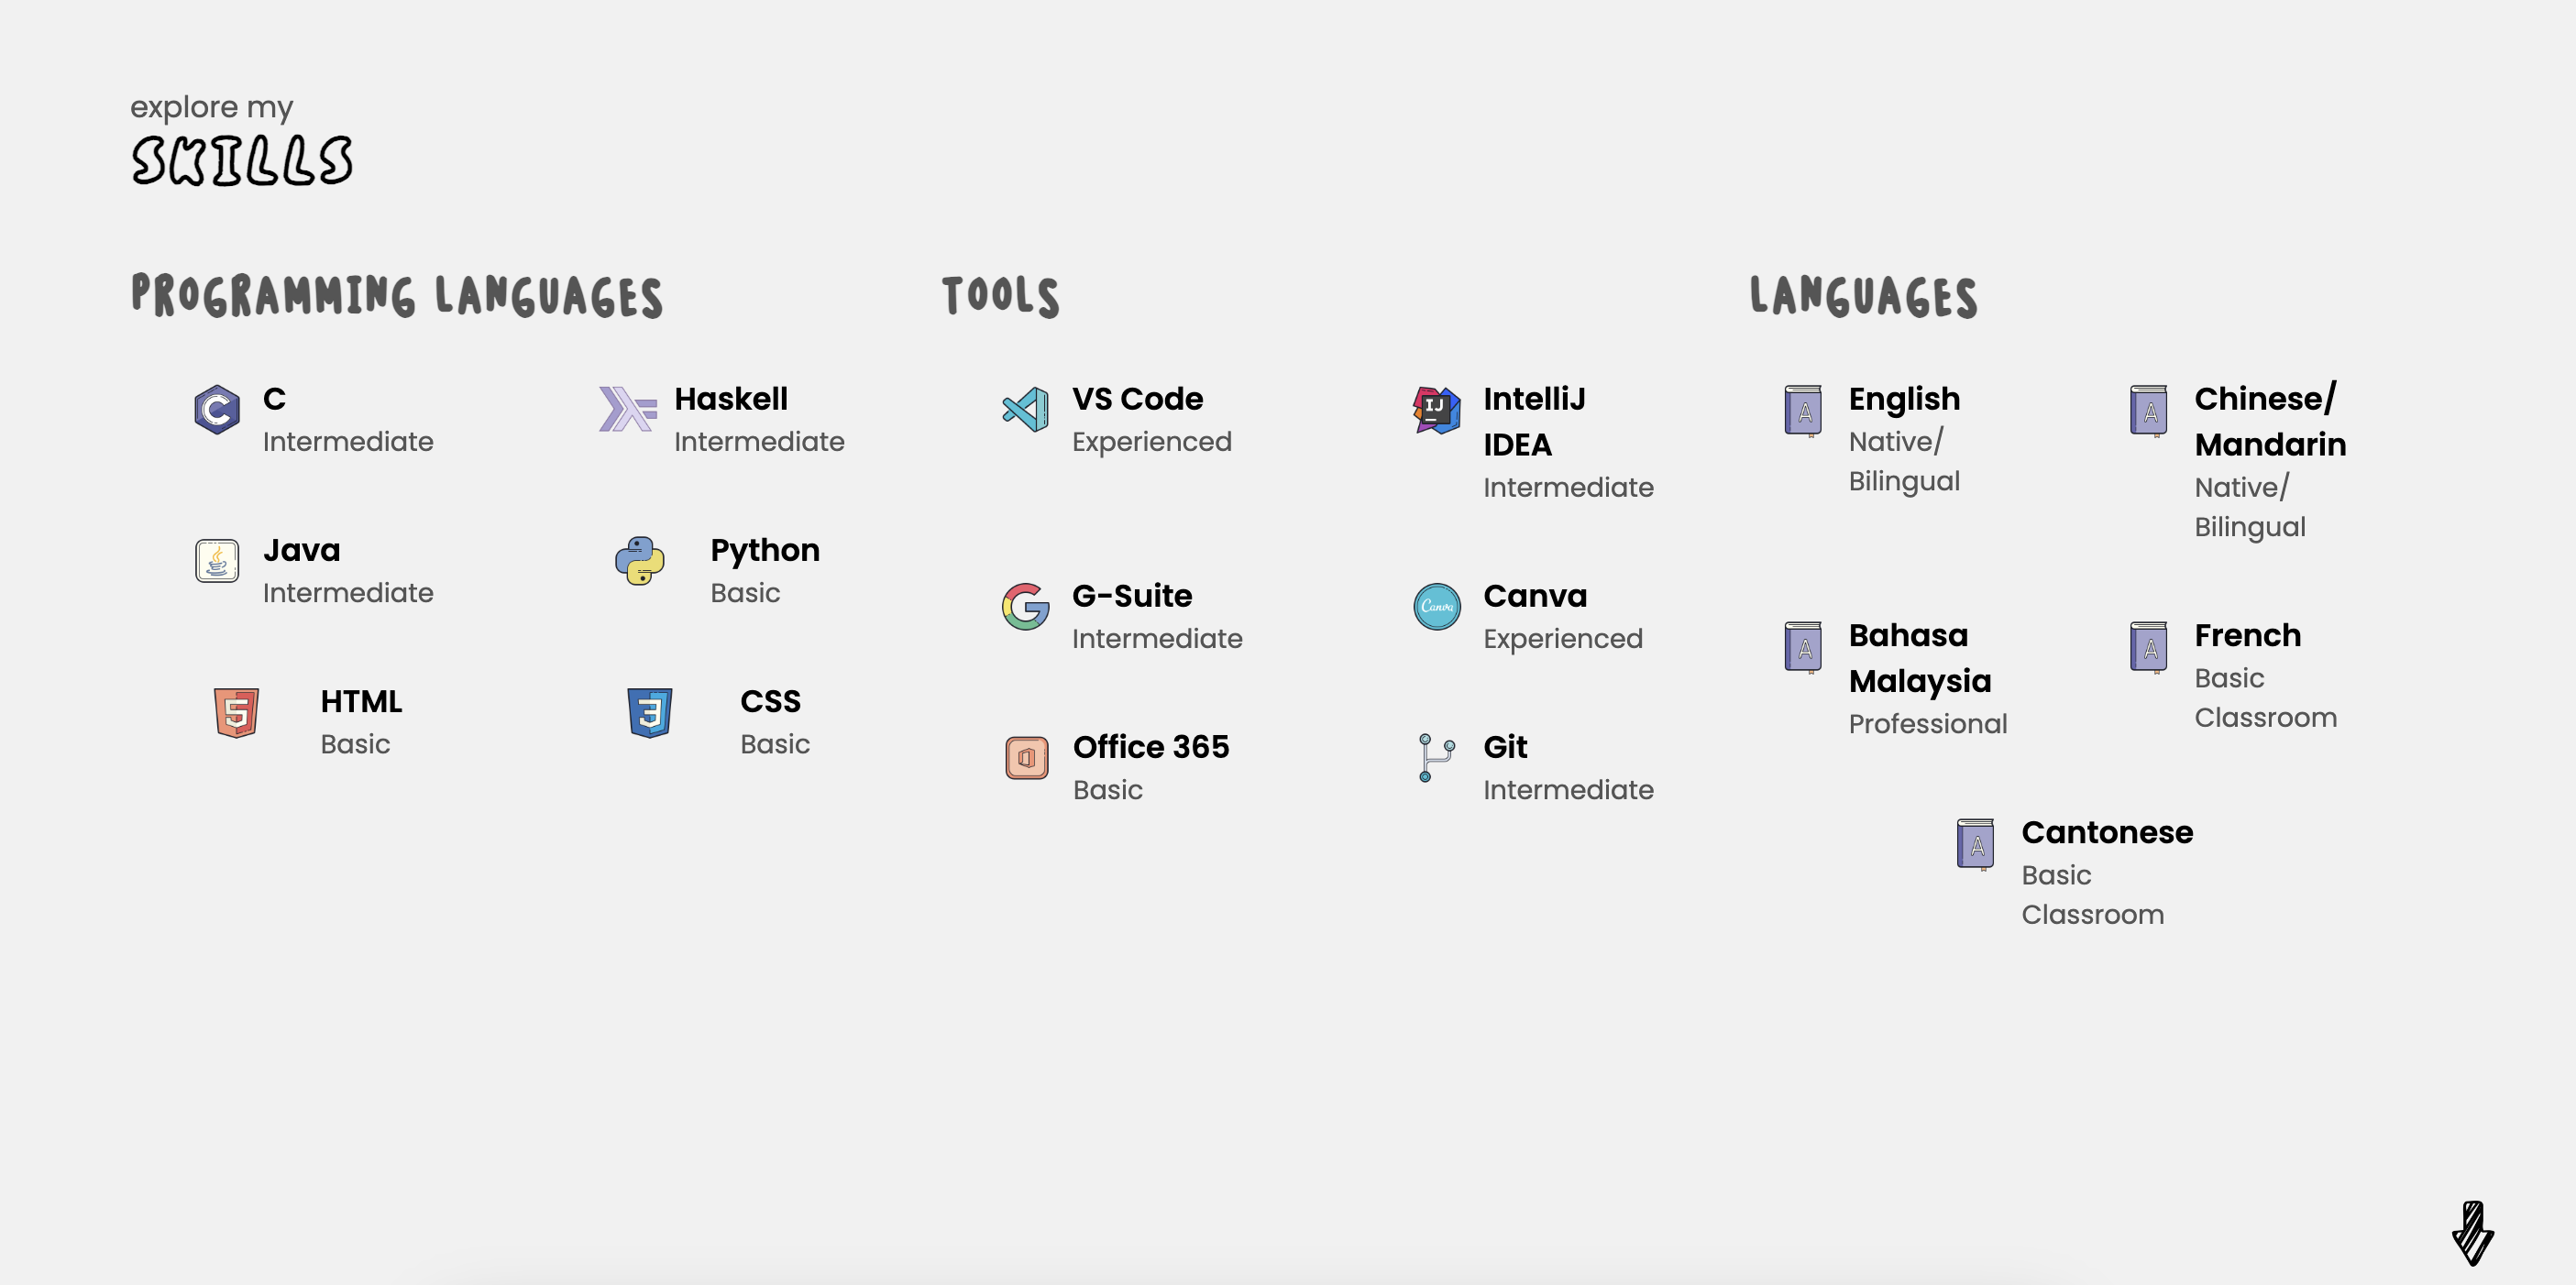 explore my
SKILLS
PROGRAMMING LANGUAGES
C
Intermediate
Haskell
Intermediate
Java
Intermediate
Python
Basic
HTML
Basic
CSS
Basic
TOOLS
VS Code
Experienced
IJ
IntelliJ
IDEA
Intermediate
G-Suite
Intermediate
Canva
Canva
Experienced
Office 365
Basic
Git
Intermediate
LANGUAGES
A
English
Native/
Bilingual
A
Chinese/
Mandarin
Native/
Bilingual
A
Bahasa
Malaysia
Professional
A
French
Basic
Classroom
A
Cantonese
Basic
Classroom